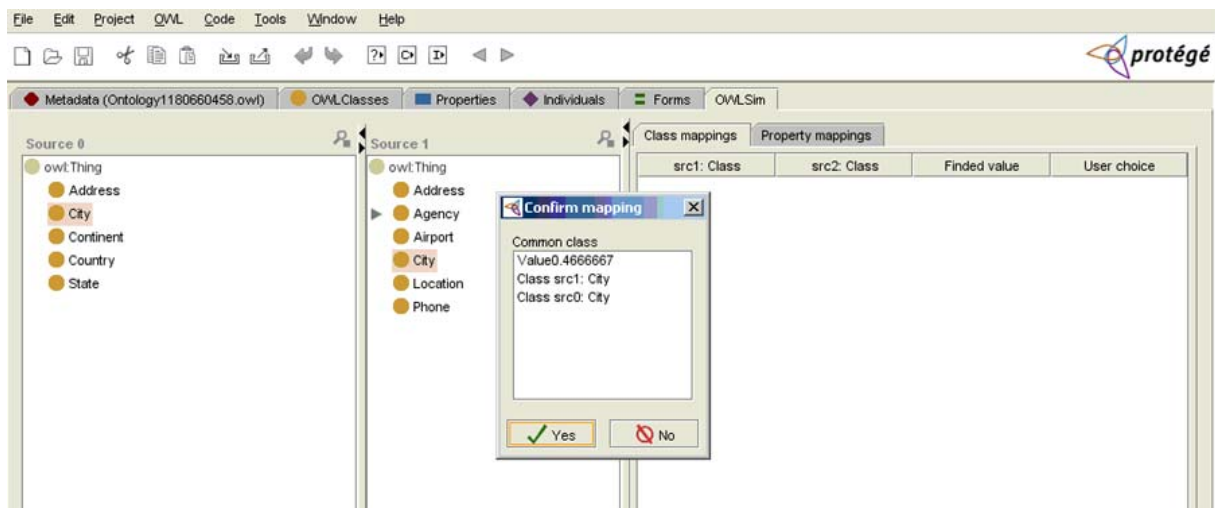 File Edit Project OWL Code Tools Window Help
protégé
Metadata (Ontology1180660458.owl) OWLClasses Properties Individuals Forms OWLSim
Source 0
owl:Thing
Address
City
Continent
Country
State
Source 1
owl:Thing
Address
Agency
Airport
City
Location
Phone
Class mappings Property mappings
src1: Class src2: Class Finded value User choice
Confirm mapping
Common class
Value0.4666667
Class src1: City
Class src0: City
Yes No